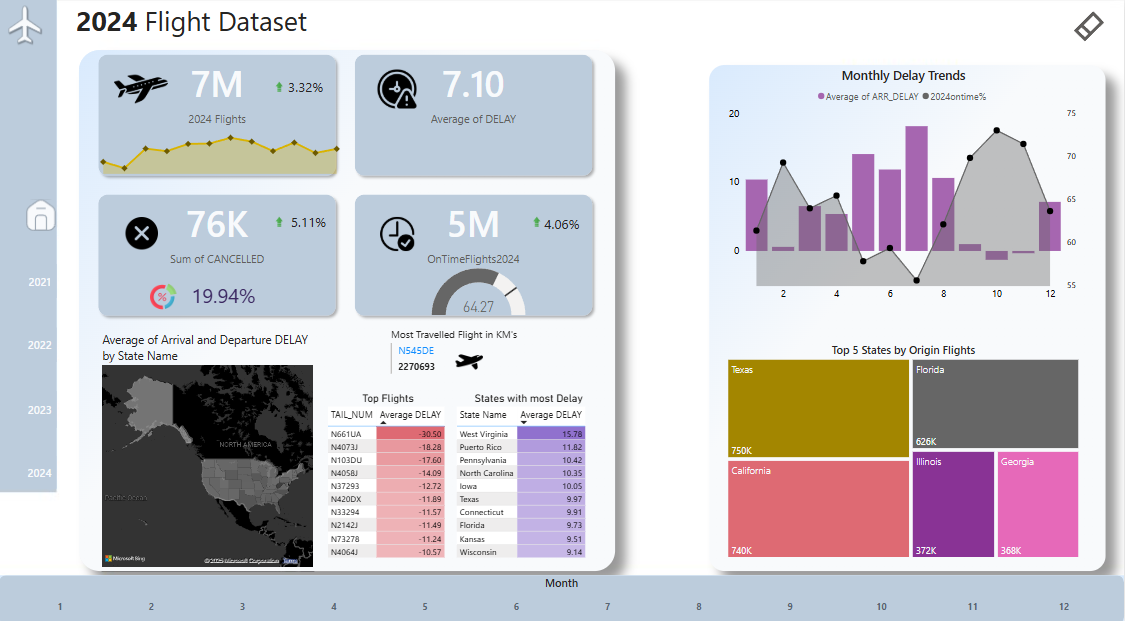 2024 Flight Dataset
7M
3.32%
2024 Flights
7.10
Average of DELAY
76K
5.11%
Sum of CANCELLED
%
19.94%
5M
4.06%
OnTimeFlights2024
64.27
2021
2022
2023
2024
Average of Arrival and Departure DELAY
by State Name
NORTH AMERICA
Pacific Ocean
Microsoft Bing
© 2025 Microsoft Corporation Terms
Most Travelled Flight in KM's
N545DE
2270693
Top Flights
TAIL_NUM Average DELAY
N661UA -30.50
N4073J -18.28
N103DU -17.60
N4058J -14.09
N37293 -12.72
N420DX -11.89
N33294 -11.57
N2142J -11.49
N73278 -11.24
N4064J -10.57
States with most Delay
State Name Average DELAY
West Virginia 15.78
Puerto Rico 11.82
Pennsylvania 10.42
North Carolina 10.35
Iowa 10.05
Texas 9.97
Connecticut 9.91
Florida 9.73
Kansas 9.51
Wisconsin 9.14
Monthly Delay Trends
Average of ARR_DELAY 2024ontime%
20
10
0
75
70
65
60
55
2 4 6 8 10 12
Top 5 States by Origin Flights
Texas
750K
California
740K
Florida
626K
Illinois
372K
Georgia
368K
Month
1 2 3 4 5 6 7 8 9 10 11 12